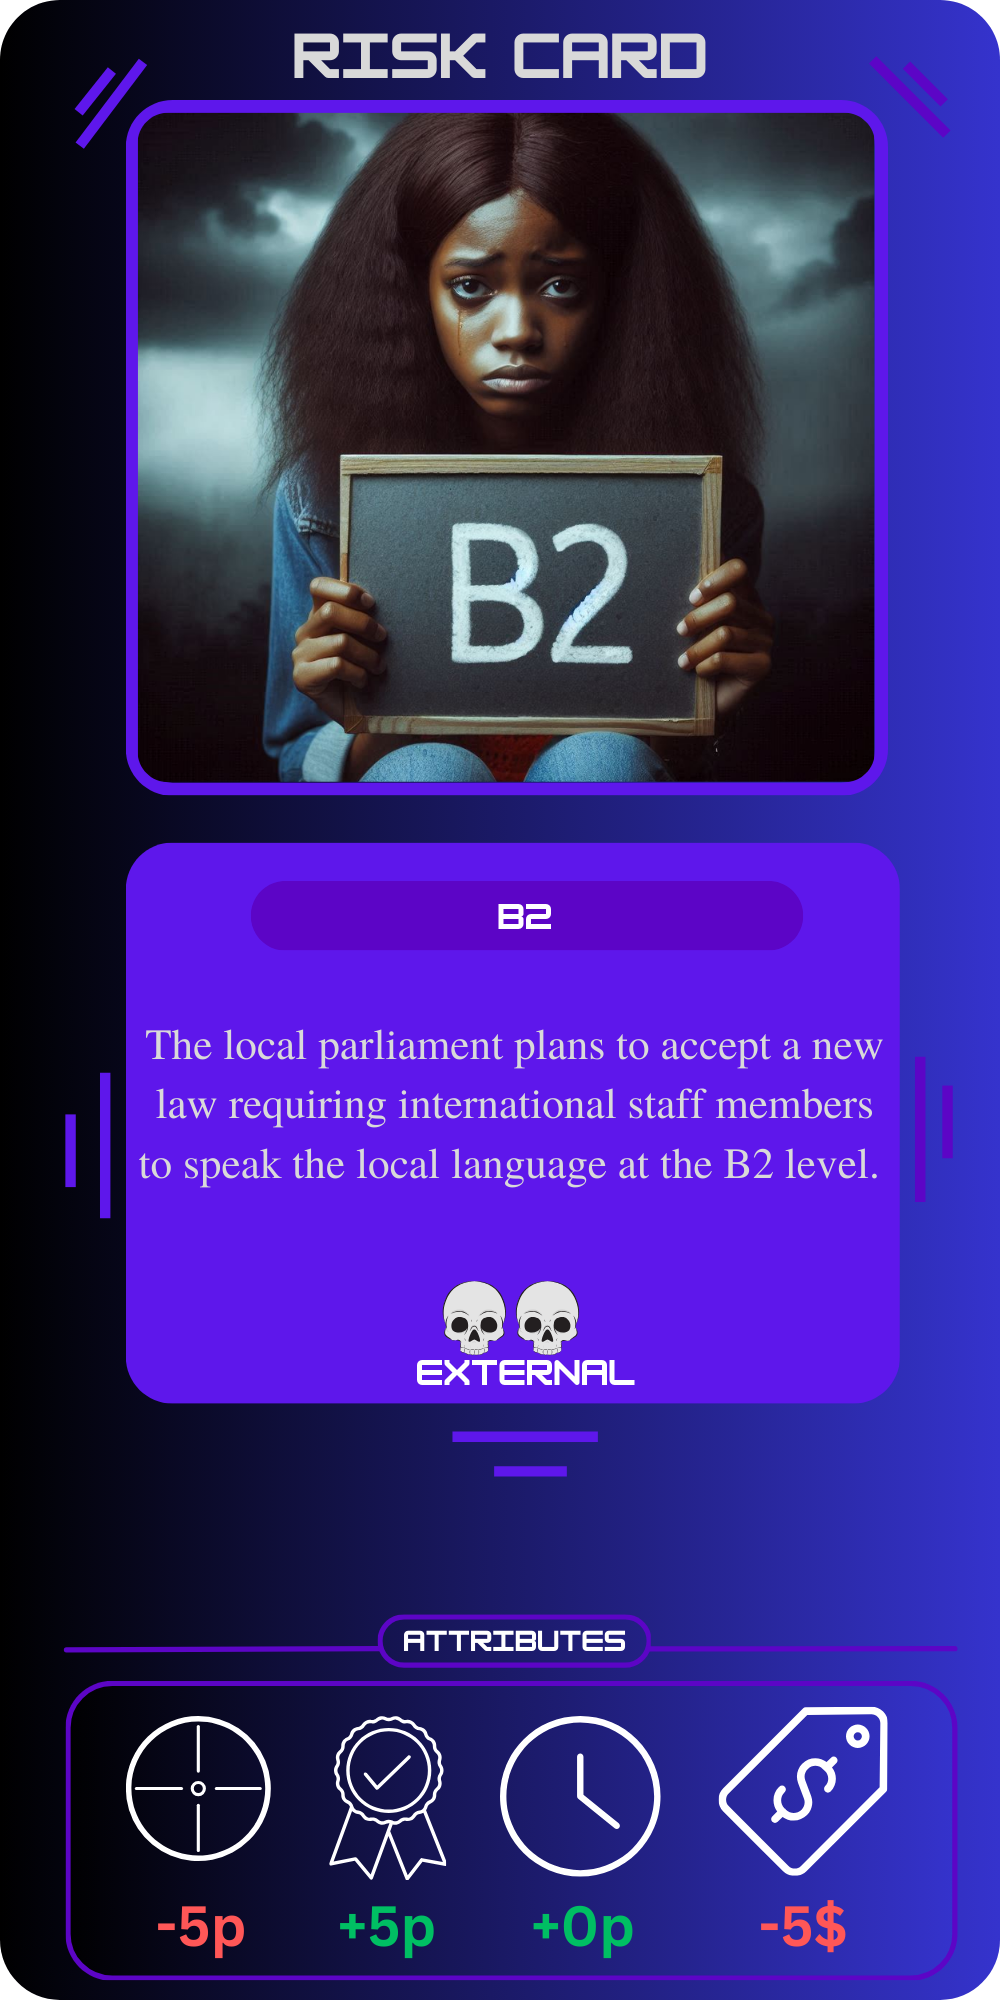 RISK CARD
B2
B2
The local parliament plans to accept a new
law requiring international staff members
to speak the local language at the B2 level.
EXTERNAL
ATTRIBUTES
$
-5p +5p +0p -5$